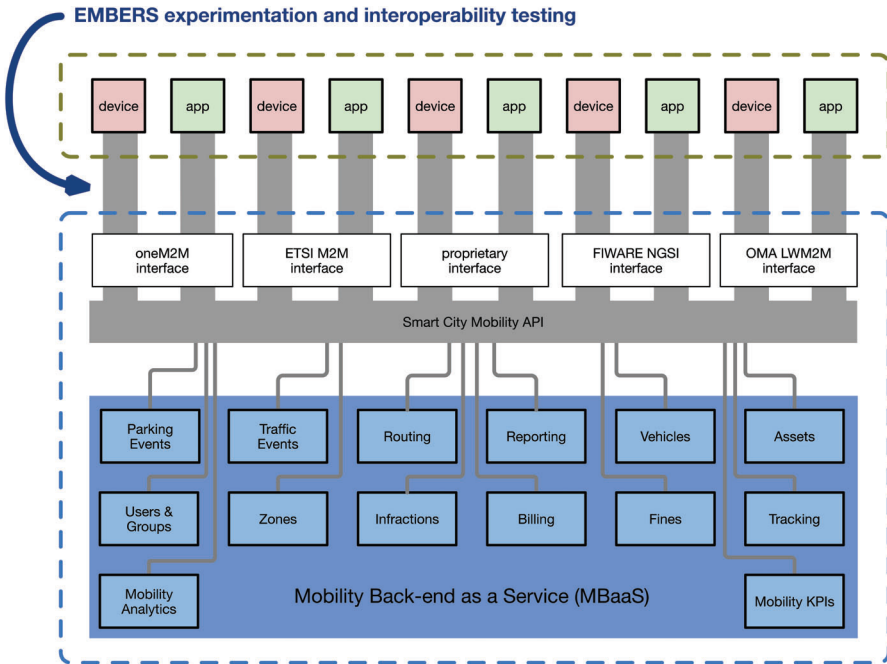 EMBERS experimentation and interoperability testing
device
app
device
app
device
app
device
app
device
app
oneM2M
interface
ETSI M2M
interface
proprietary
interface
FIWARE NGSI
interface
OMA LWM2M
interface
Smart City Mobility API
Parking
Events
Traffic
Events
Routing
Reporting
Vehicles
Assets
Users &
Groups
Zones
Infractions
Billing
Fines
Tracking
Mobility
Analytics
Mobility Back-end as a Service (MBaaS)
Mobility KPIs